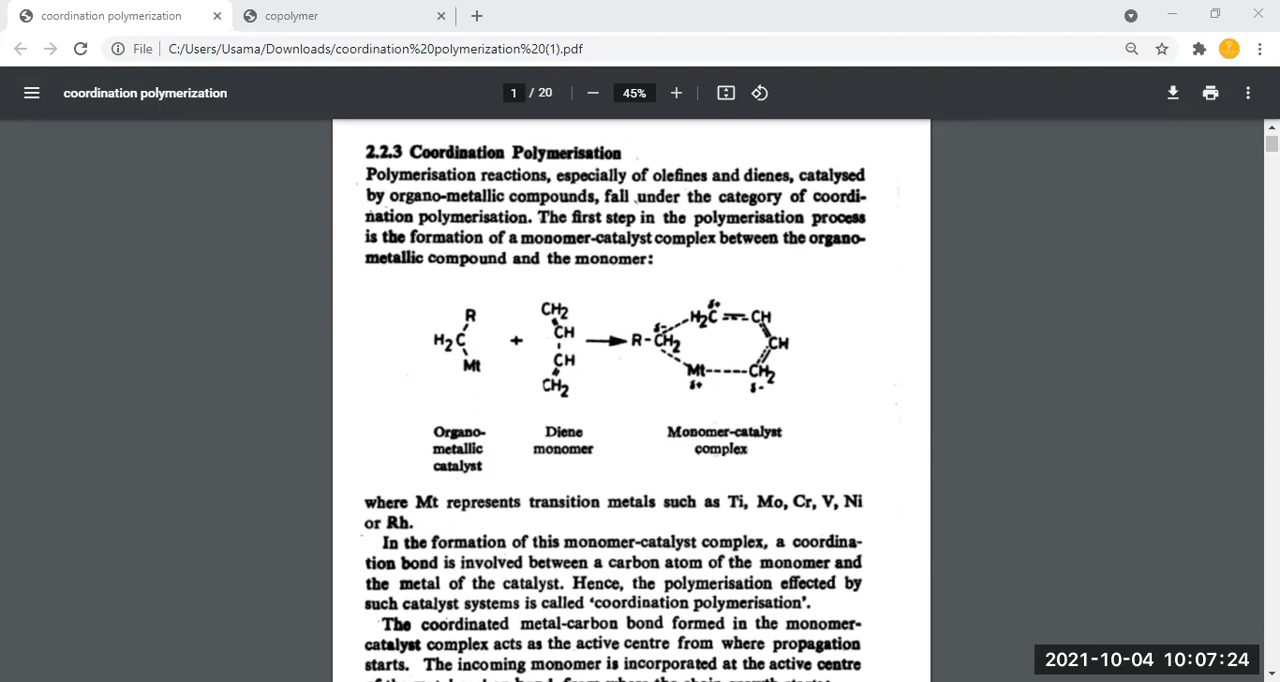 coordination polymerization
copolymer
File
C:/Users/Usama/Downloads/coordination%20polymerization%20(1).pdf
coordination polymerization
1 / 20
45%
2.2.3 Coordination Polymerisation
Polymerisation reactions, especially of olefines and dienes, catalysed
by organo-metallic compounds, fall under the category of coordi-
nation polymerisation. The first step in the polymerisation process
is the formation of a monomer-catalyst complex between the organo-
metallic compound and the monomer:
R
H2C
Mt
+
CH2
CH
CH
CH2
δ+
H2C
CH
δ-
R-CH2
CH
Mt
CH2
δ+
δ-
Organo-
metallic
catalyst
Diene
monomer
Monomer-catalyst
complex
where Mt represents transition metals such as Ti, Mo, Cr, V, Ni
or Rh.
In the formation of this monomer-catalyst complex, a coordina-
tion bond is involved between a carbon atom of the monomer and
the metal of the catalyst. Hence, the polymerisation effected by
such catalyst systems is called ‘coordination polymerisation’.
The coordinated metal-carbon bond formed in the monomer-
catalyst complex acts as the active centre from where propagation
starts. The incoming monomer is incorporated at the active centre
2021-10-04 10:07:24